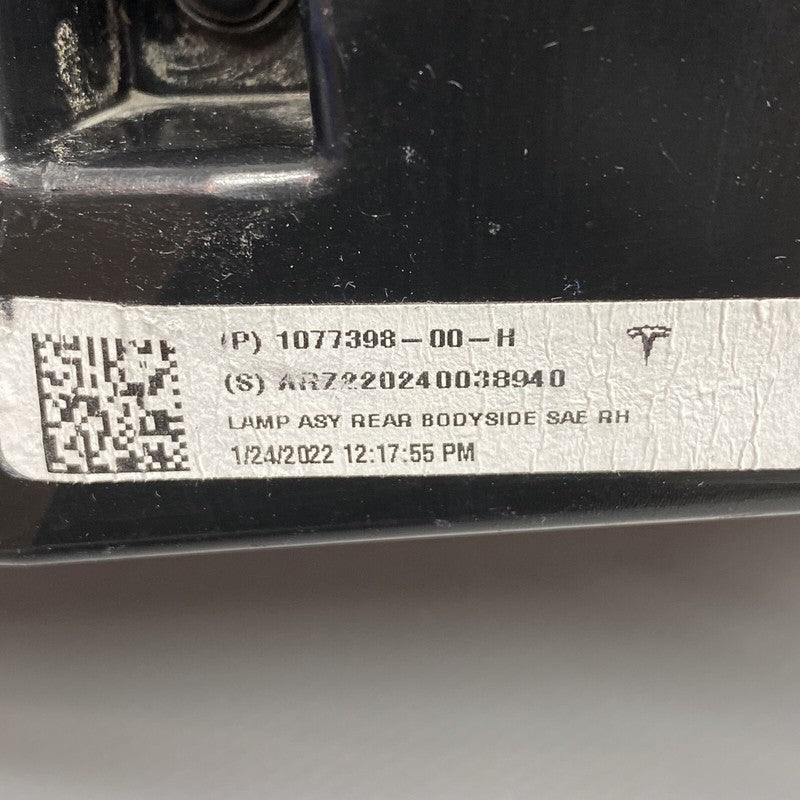 (P) 1077398-00-H
(S) ARZ220240038940
LAMP ASY REAR BODYSIDE SAE RH
1/24/2022 12:17:55 PM